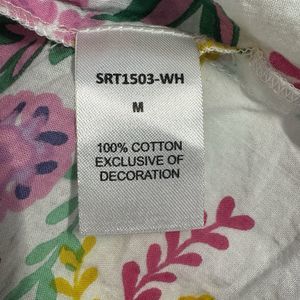 SRT1503-WH
M
100% COTTON
EXCLUSIVE OF
DECORATION